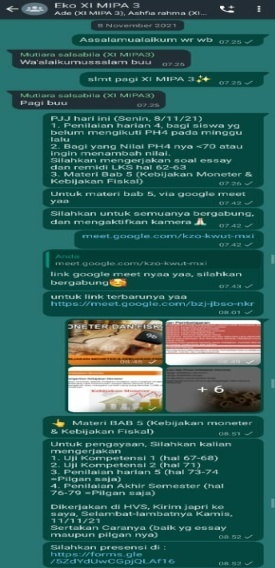 Eko XI MIPA 3
Ade (XI MIPA 3), Ashfia rahma (XI...
8 November 2021
Assalamualaikum wr wb 07.25
Mutiara salsabila (XI MIPA3)
Wa'alaikumussalam buu 07.25
slmt pagi XI MIPA 3 ✨ 07.25
Mutiara salsabila (XI MIPA3)
Pagi buu 07.25
PJJ hari ini (Senin, 8/11/21)
1. Penilaian harian 4, bagi siswa yg
belum mengikuti PH4 pada minggu
lalu
2. Bagi yang Nilai PH4 nya <70 atau
ingin menambah nilai.
Silahkan mengerjakan soal essay
dan remidi LKS hal 62-63
3. Materi Bab 5 (Kebijakan Moneter &
Kebijakan Fiskal) 07.26
Untuk materi bab 5, via google meet
yaa 07.42
Silahkan untuk semuanya bergabung,
dan mengaktifkan kamera 🙏 07.42
meet.google.com/kzo-kwut-mxi 07.42
Anda
meet.google.com/kzo-kwut-mxi
link google meet nyaa yaa, silahkan
bergabung 07.43
untuk link terbarunya yaa
https://meet.google.com/bzj-jbso-nkr
08.01
ONETER DAN FISK
+ 6
👆 Materi BAB 5 (Kebijakan moneter
& Kebijakan Fiskal) 08.51
Untuk pengayaan, Silahkan kalian
mengerjakan
1. Uji Kompetensi 1 (hal 67-68)
2. Uji Kompetensi 2 (hal 71)
3. Penilaian harian 5 (hal 73-74
=Pilgan saja)
4. Penilaian Akhir Semester (hal
76-79 =Pilgan saja)
Dikerjakan di HVS, Kirim japri ke
saya, Selambat-lambatnya Kamis,
11/11/21
Sertakan Caranya (baik yg essay
maupun pilgan nya) 08.52
Silahkan presensi di :
https://forms.gle
/5ZdYdUwCGpjQLAf16 08.52